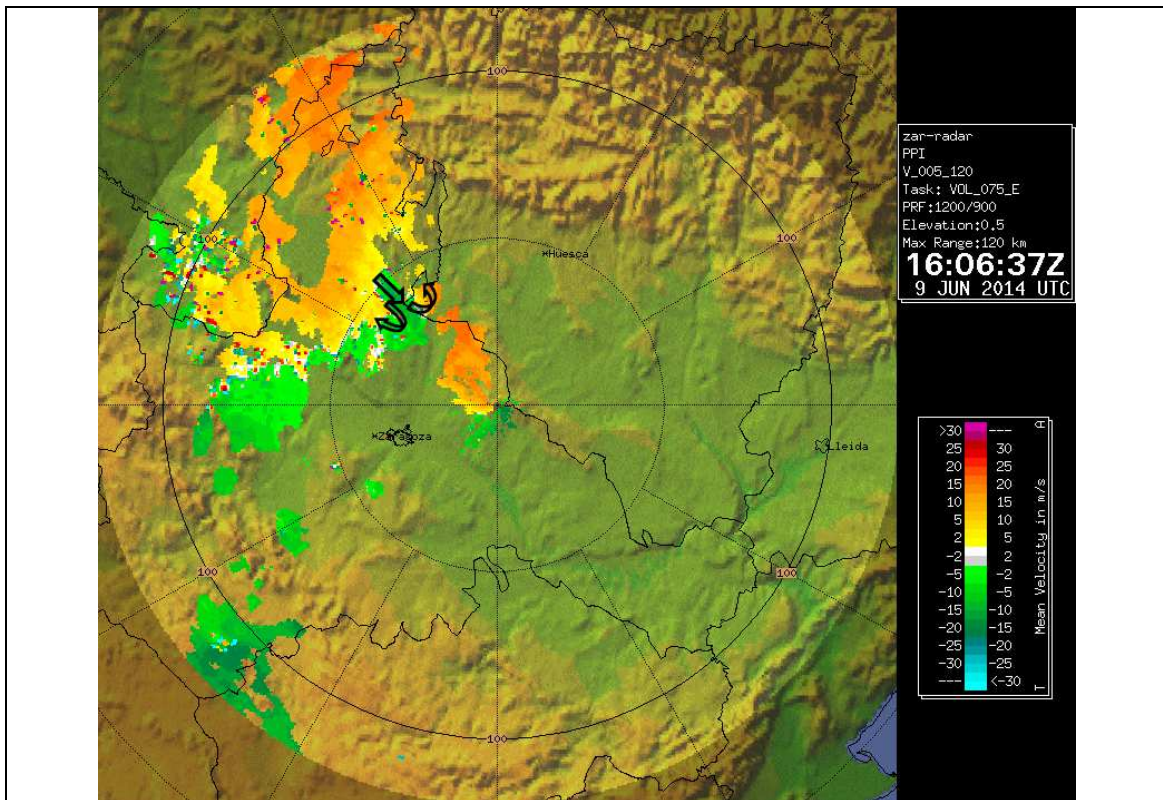 100
100
100
×Huesca
×Zaragoza
×Lleida
100
100
100
zar-radar
PPI
V_005_120
Task: VOL_075_E
PRF:1200/900
Elevation:0.5
Max Range:120 km
16:06:37Z
9 JUN 2014 UTC
>30 --- A
25 30
20 25
15 20
10 15
5 10
2 5
-2 2
-5 -2
-10 -5
-15 -10
-20 -15
-25 -20
-30 -25
--- <-30 T
Mean Velocity in m/s